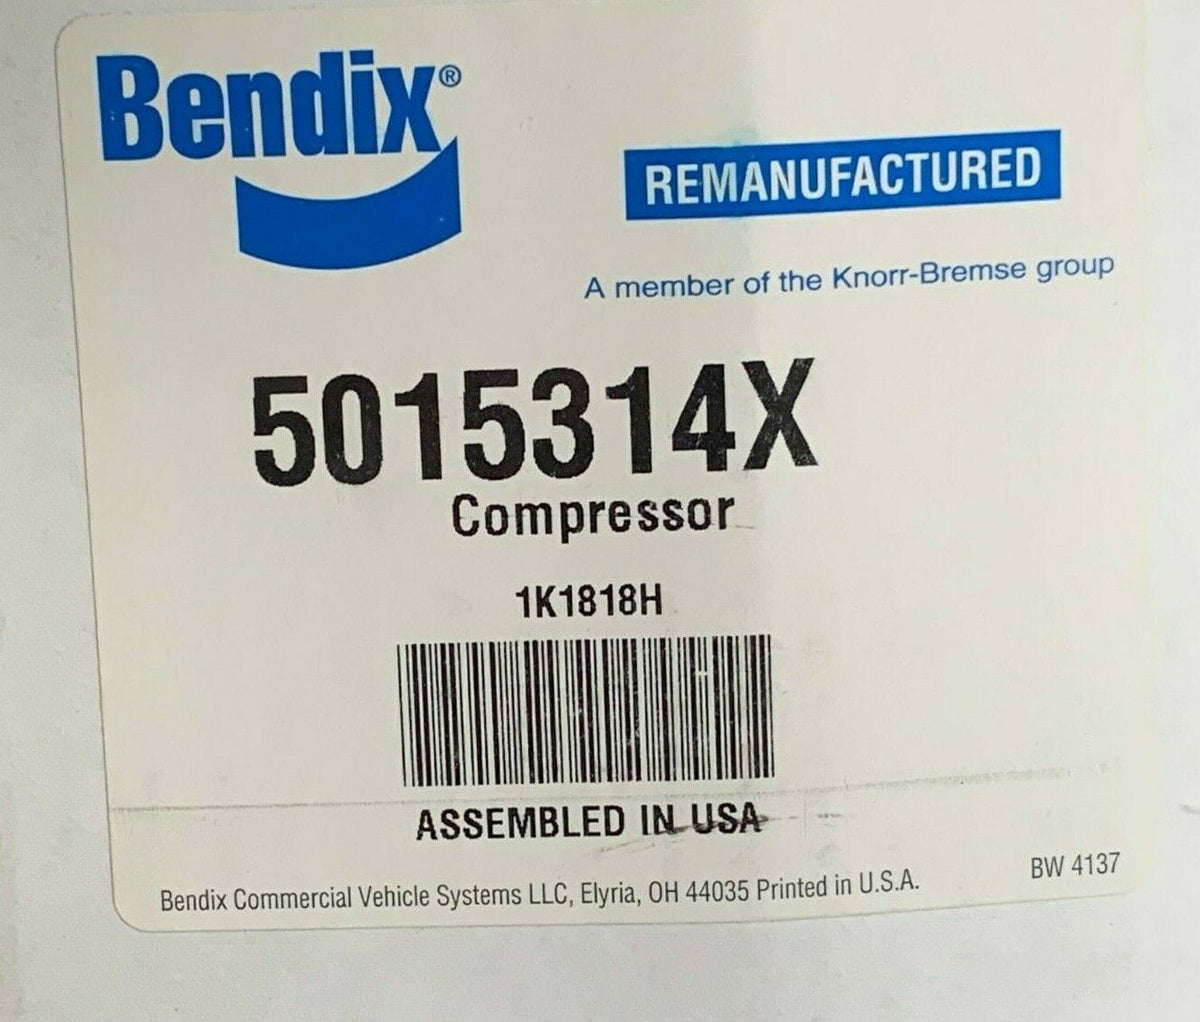 Bendix®
REMANUFACTURED
A member of the Knorr-Bremse group
5015314X
Compressor
1K1818H
ASSEMBLED IN USA
Bendix Commercial Vehicle Systems LLC, Elyria, OH 44035 Printed in U.S.A.
BW 4137